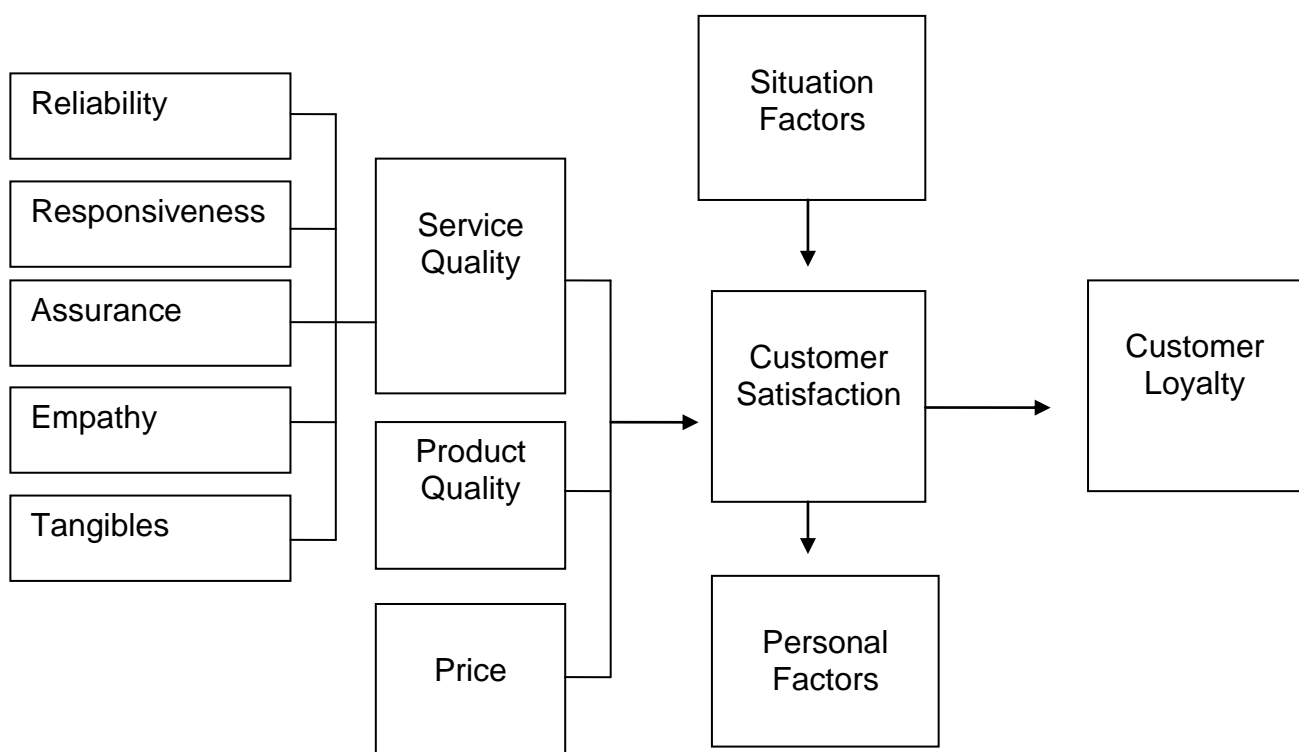 Reliability
Responsiveness
Assurance
Empathy
Tangibles
Service
Quality
Product
Quality
Price
Situation
Factors
Customer
Satisfaction
Personal
Factors
Customer
Loyalty